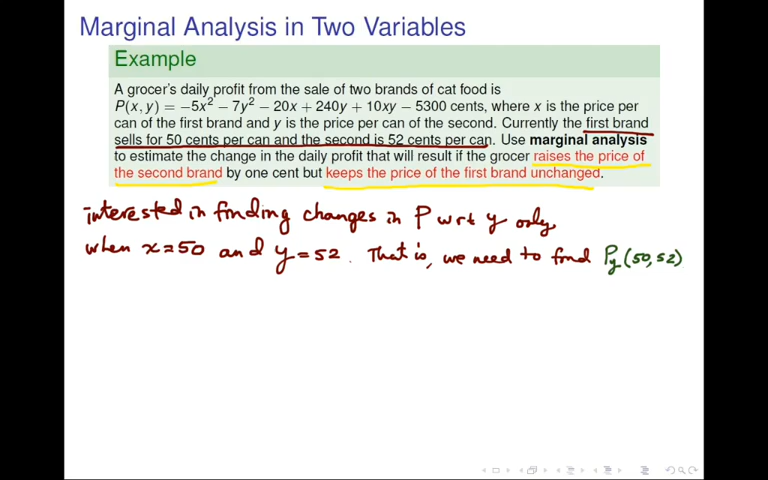 Marginal Analysis in Two Variables
Example
A grocer's daily profit from the sale of two brands of cat food is
P(x, y) = −5x² − 7y² − 20x + 240y + 10xy − 5300 cents, where x is the price per
can of the first brand and y is the price per can of the second. Currently the first brand
sells for 50 cents per can and the second is 52 cents per can. Use marginal analysis
to estimate the change in the daily profit that will result if the grocer raises the price of
the second brand by one cent but keeps the price of the first brand unchanged.
interested in finding changes in P wrt y only
when x=50 and y=52. That is, we need to find Py(50,52)